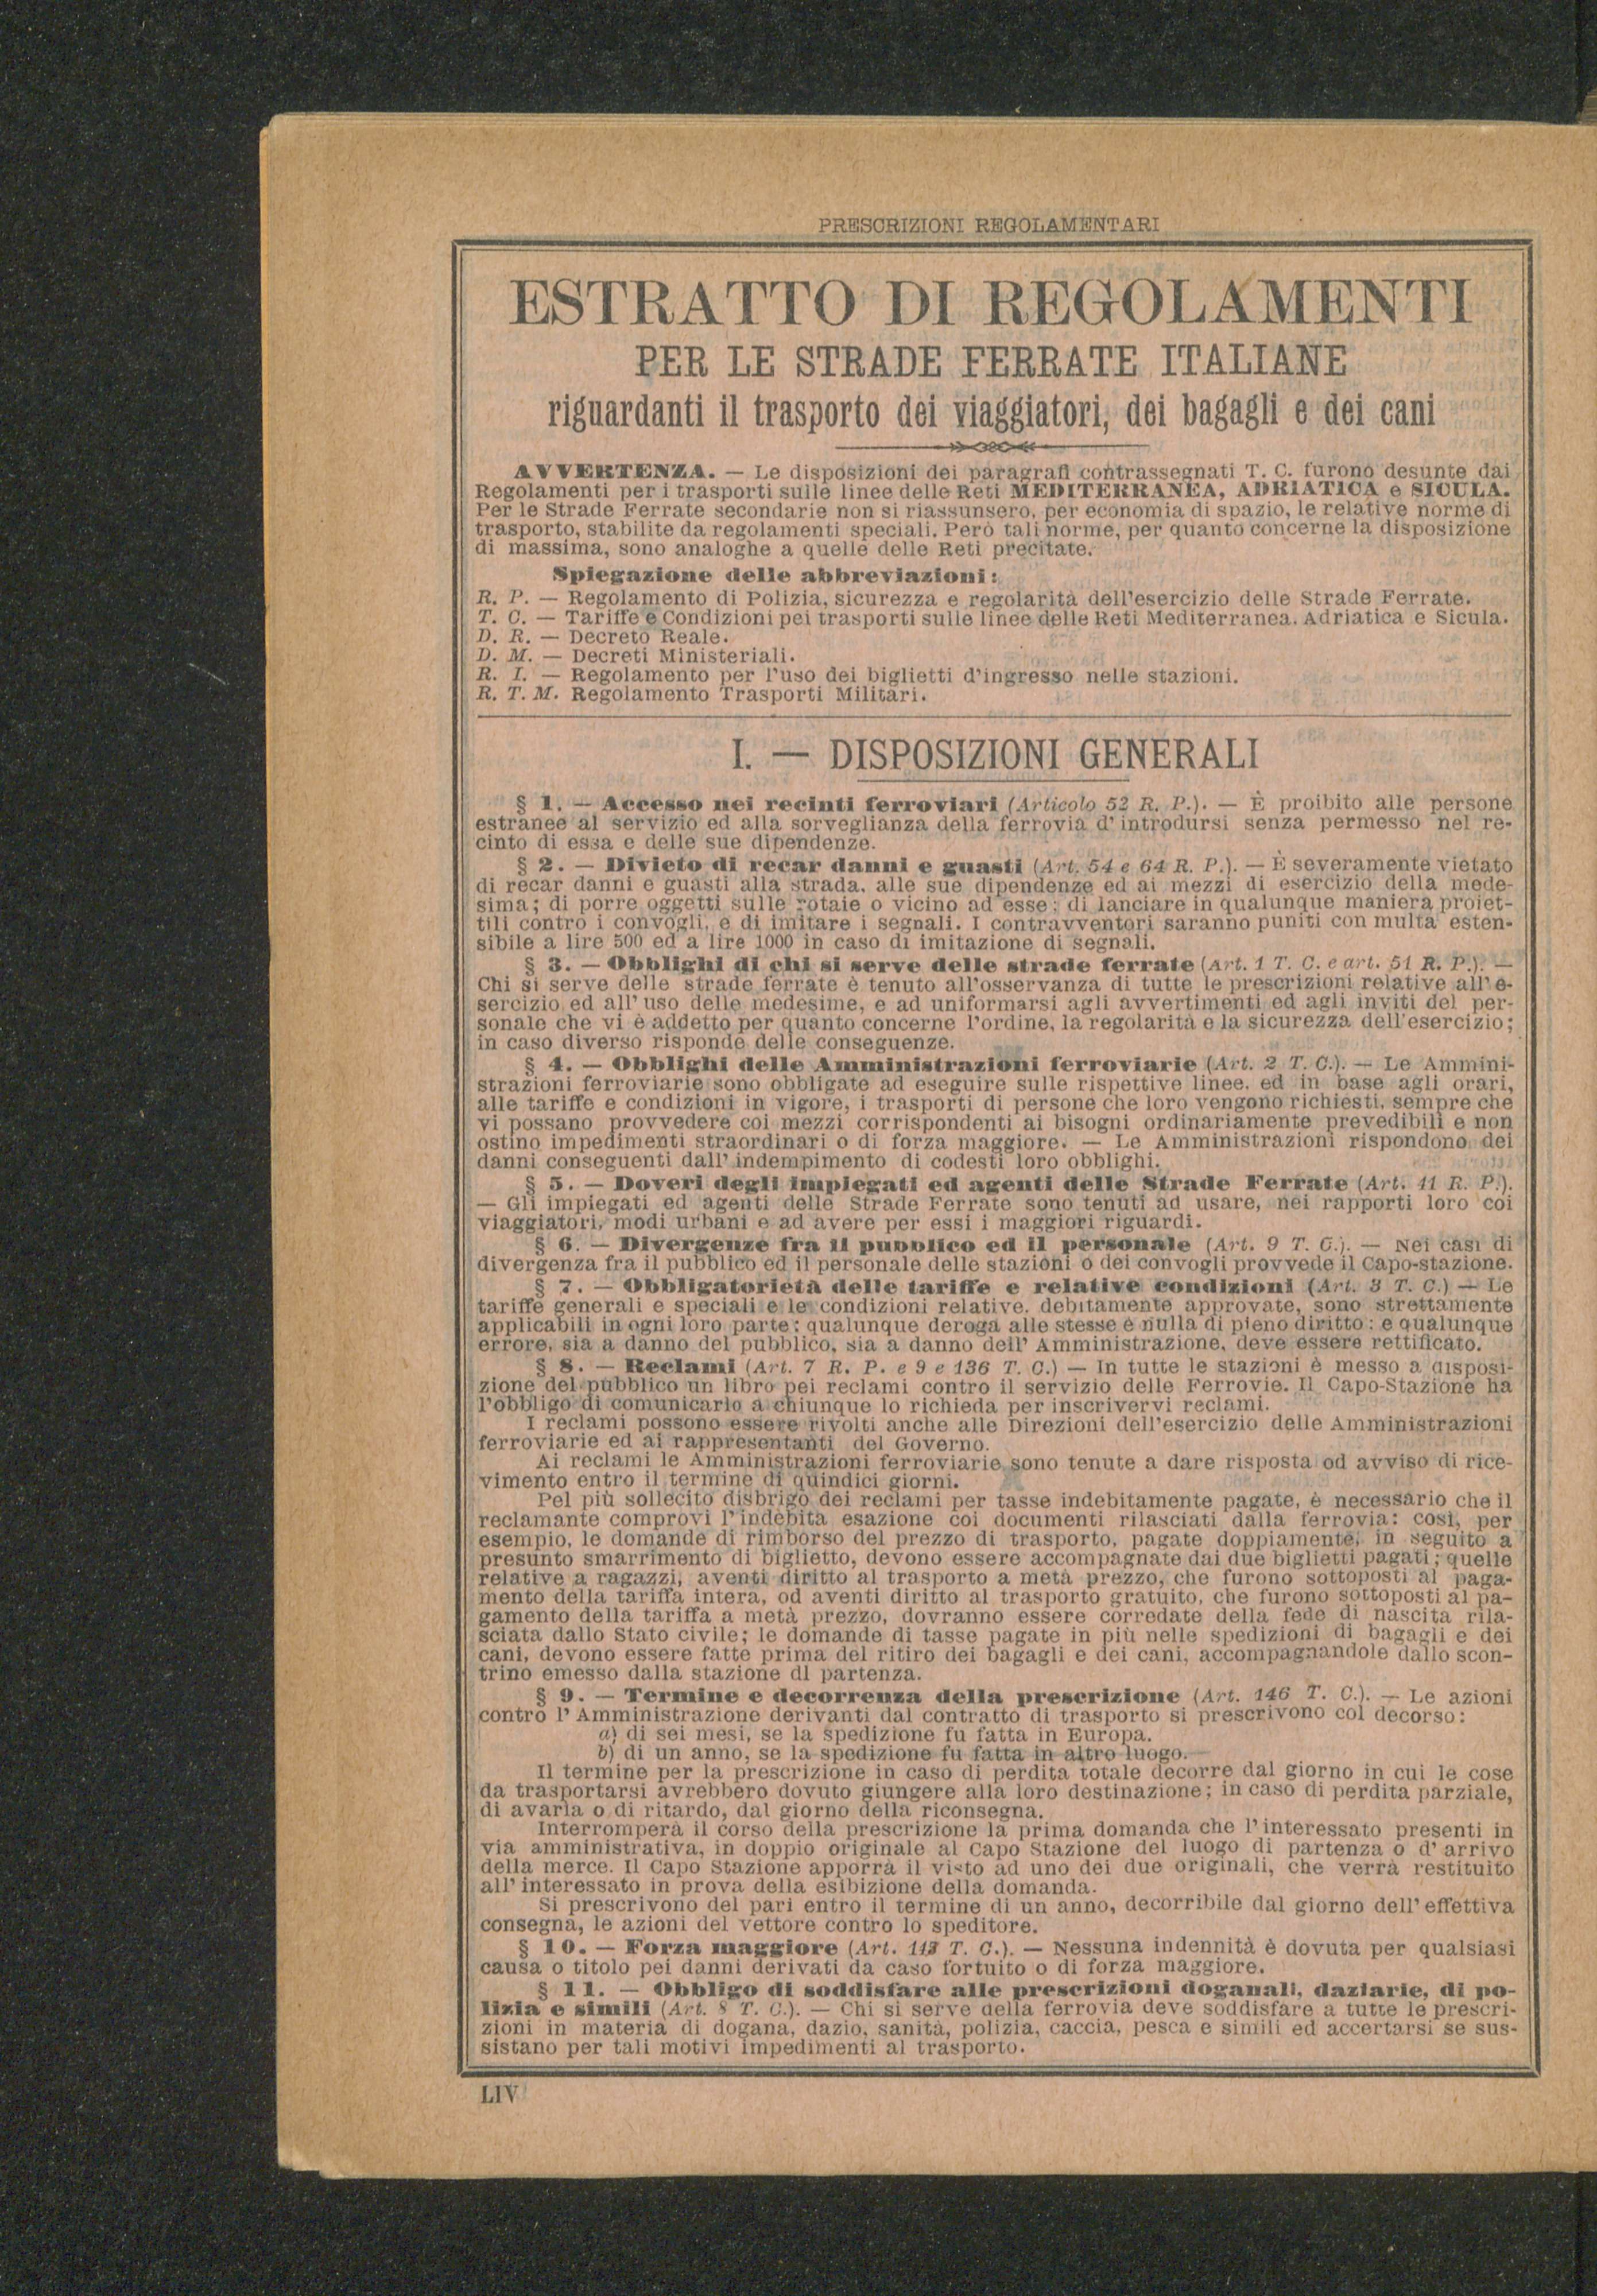 PRESCRIZIONI REGOLAMENTARI
ESTRATTO DI REGOLAMENTI
PER LE STRADE FERRATE ITALIANE
riguardanti il trasporto dei viaggiatori, dei bagagli e dei cani
AVVERTENZA. — Le disposizioni dei paragrafi contrassegnati T. C. furono desunte dai
Regolamenti per i trasporti sulle linee delle Reti MEDITERRANEA, ADRIATICA e SICULA.
Per le Strade Ferrate secondarie non si riassunsero, per economia di spazio, le relative norme di
trasporto, stabilite da regolamenti speciali. Però tali norme, per quanto concerne la disposizione
di massima, sono analoghe a quelle delle Reti precitate.
Spiegazione delle abbreviazioni:
R. P. — Regolamento di Polizia, sicurezza e regolarità dell'esercizio delle Strade Ferrate.
T. C. — Tariffe e Condizioni pei trasporti sulle linee delle Reti Mediterranea, Adriatica e Sicula.
D. R. — Decreto Reale.
D. M. — Decreti Ministeriali.
R. I. — Regolamento per l'uso dei biglietti d'ingresso nelle stazioni.
R. T. M. Regolamento Trasporti Militari.
I. — DISPOSIZIONI GENERALI
§ 1. — Accesso nei recinti ferroviari (Articolo 52 R. P.). — È proibito alle persone
estranee al servizio ed alla sorveglianza della ferrovia d'introdursi senza permesso nel re-
cinto di essa e delle sue dipendenze.
§ 2. — Divieto di recar danni e guasti (Art. 54 e 64 R. P.). — È severamente vietato
di recar danni e guasti alla strada, alle sue dipendenze ed ai mezzi di esercizio della mede-
sima; di porre oggetti sulle rotaie o vicino ad esse; di lanciare in qualunque maniera proiet-
tili contro i convogli, e di imitare i segnali. I contravventori saranno puniti con multa esten-
sibile a lire 500 ed a lire 1000 in caso di imitazione di segnali.
§ 3. — Obblighi di chi si serve delle strade ferrate (Art. 1 T. C. e art. 51 R. P.). —
Chi si serve delle strade ferrate è tenuto all'osservanza di tutte le prescrizioni relative all'e-
sercizio ed all'uso delle medesime, e ad uniformarsi agli avvertimenti ed agli inviti del per-
sonale che vi è addetto per quanto concerne l'ordine, la regolarità e la sicurezza dell'esercizio;
in caso diverso risponde delle conseguenze.
§ 4. — Obblighi delle Amministrazioni ferroviarie (Art. 2 T. C.). — Le Ammini-
strazioni ferroviarie sono obbligate ad eseguire sulle rispettive linee, ed in base agli orari,
alle tariffe e condizioni in vigore, i trasporti di persone che loro vengono richiesti, sempre che
vi possano provvedere coi mezzi corrispondenti ai bisogni ordinariamente prevedibili e non
ostino impedimenti straordinari o di forza maggiore. — Le Amministrazioni rispondono dei
danni conseguenti dall'indempimento di codesti loro obblighi.
§ 5. — Doveri degli impiegati ed agenti delle Strade Ferrate (Art. 11 R. P.).
— Gli impiegati ed agenti delle Strade Ferrate sono tenuti ad usare, nei rapporti loro coi
viaggiatori, modi urbani e ad avere per essi i maggiori riguardi.
§ 6. — Divergenze fra il pubblico ed il personale (Art. 9 T. C.). — Nei casi di
divergenza fra il pubblico ed il personale delle stazioni o dei convogli provvede il Capo-stazione.
§ 7. — Obbligatorietà delle tariffe e relative condizioni (Art. 3 T. C.) — Le
tariffe generali e speciali e le condizioni relative, debitamente approvate, sono strettamente
applicabili in ogni loro parte; qualunque deroga alle stesse è nulla di pieno diritto; e qualunque
errore, sia a danno del pubblico, sia a danno dell'Amministrazione, deve essere rettificato.
§ 8. — Reclami (Art. 7 R. P. e 9 e 136 T. C.) — In tutte le stazioni è messo a disposi-
zione del pubblico un libro pei reclami contro il servizio delle Ferrovie. Il Capo-Stazione ha
l'obbligo di comunicarlo a chiunque lo richieda per inscrivervi reclami.
I reclami possono essere rivolti anche alle Direzioni dell'esercizio delle Amministrazioni
ferroviarie ed ai rappresentanti del Governo.
Ai reclami le Amministrazioni ferroviarie sono tenute a dare risposta od avviso di rice-
vimento entro il termine di quindici giorni.
Pel più sollecito disbrigo dei reclami per tasse indebitamente pagate, è necessario che il
reclamante comprovi l'indebita esazione coi documenti rilasciati dalla ferrovia: così, per
esempio, le domande di rimborso del prezzo di trasporto, pagate doppiamente, in seguito a
presunto smarrimento di biglietto, devono essere accompagnate dai due biglietti pagati; quelle
relative a ragazzi, aventi diritto al trasporto a metà prezzo, che furono sottoposti al paga-
mento della tariffa intera, od aventi diritto al trasporto gratuito, che furono sottoposti al pa-
gamento della tariffa a metà prezzo, dovranno essere corredate della fede di nascita rila-
sciata dallo Stato civile; le domande di tasse pagate in più nelle spedizioni di bagagli e dei
cani, devono essere fatte prima del ritiro dei bagagli e dei cani, accompagnandole dallo scon-
trino emesso dalla stazione di partenza.
§ 9. — Termine e decorrenza della prescrizione (Art. 146 T. C.). — Le azioni
contro l'Amministrazione derivanti dal contratto di trasporto si prescrivono col decorso:
a) di sei mesi, se la spedizione fu fatta in Europa.
b) di un anno, se la spedizione fu fatta in altro luogo.
Il termine per la prescrizione in caso di perdita totale decorre dal giorno in cui le cose
da trasportarsi avrebbero dovuto giungere alla loro destinazione; in caso di perdita parziale,
di avaria o di ritardo, dal giorno della riconsegna.
Interromperà il corso della prescrizione la prima domanda che l'interessato presenti in
via amministrativa, in doppio originale al Capo Stazione del luogo di partenza o d'arrivo
della merce. Il Capo Stazione apporrà il visto ad uno dei due originali, che verrà restituito
all'interessato in prova della esibizione della domanda.
Si prescrivono del pari entro il termine di un anno, decorribile dal giorno dell'effettiva
consegna, le azioni del vettore contro lo speditore.
§ 10. — Forza maggiore (Art. 113 T. C.). — Nessuna indennità è dovuta per qualsiasi
causa o titolo pei danni derivati da caso fortuito o di forza maggiore.
§ 11. — Obbligo di soddisfare alle prescrizioni doganali, daziarie, di po-
lizia e simili (Art. 8 T. C.). — Chi si serve della ferrovia deve soddisfare a tutte le prescri-
zioni in materia di dogana, dazio, sanità, polizia, caccia, pesca e simili ed accertarsi se sus-
sistano per tali motivi impedimenti al trasporto.
LIV